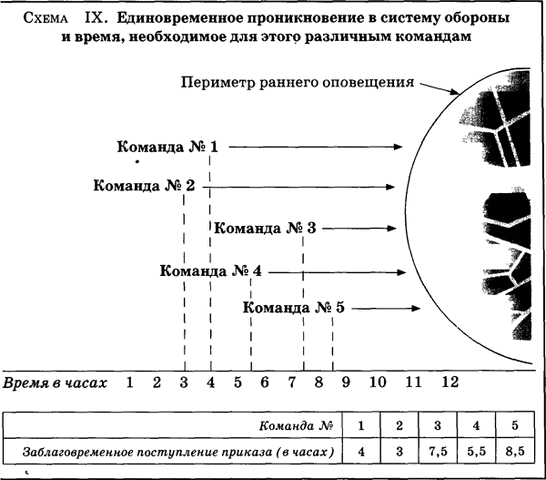 СХЕМА IX. Единовременное проникновение в систему обороны
и время, необходимое для этого различным командам
Периметр раннего оповещения
Команда № 1
Команда № 2
Команда № 3
Команда № 4
Команда № 5
Время в часах 1 2 3 4 5 6 7 8 9 10 11 12
Команда № 1 2 3 4 5
Заблаговременное поступление приказа (в часах) 4 3 7,5 5,5 8,5